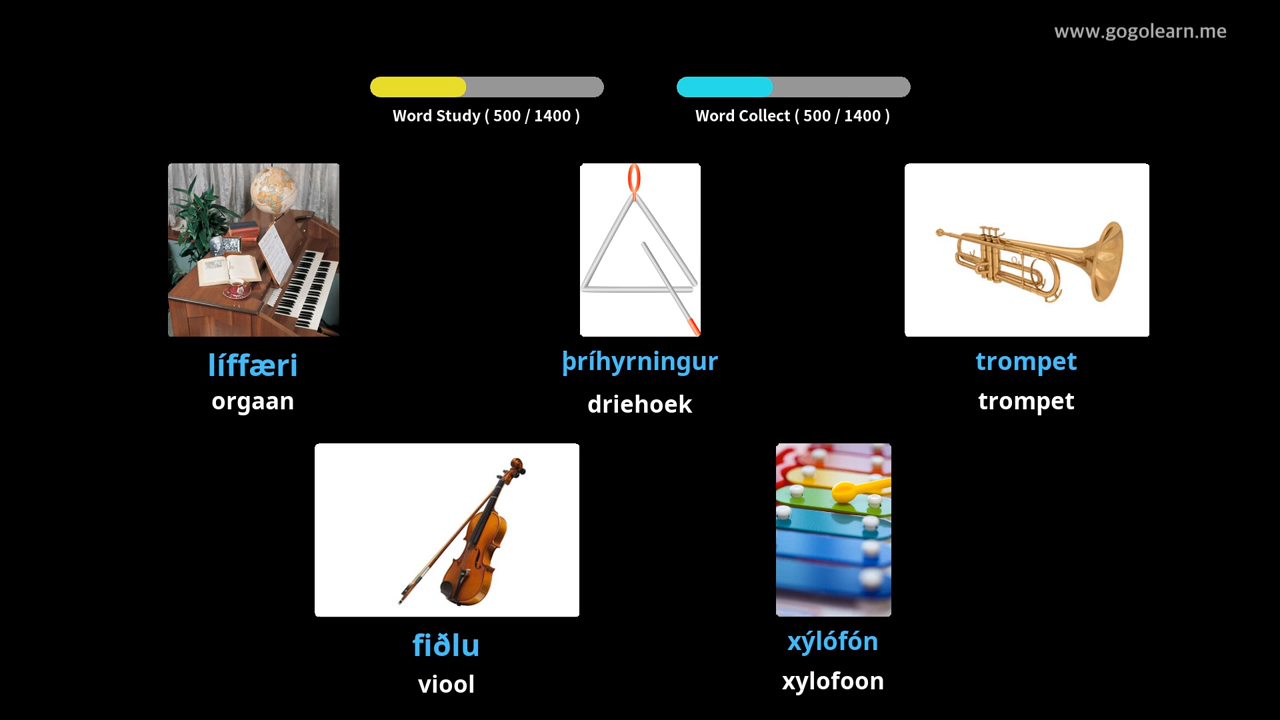 www.gogolearn.me
Word Study ( 500 / 1400 )
Word Collect ( 500 / 1400 )
líffæri
orgaan
þríhyrningur
driehoek
trompet
trompet
fiðlu
viool
xýlófón
xylofoon